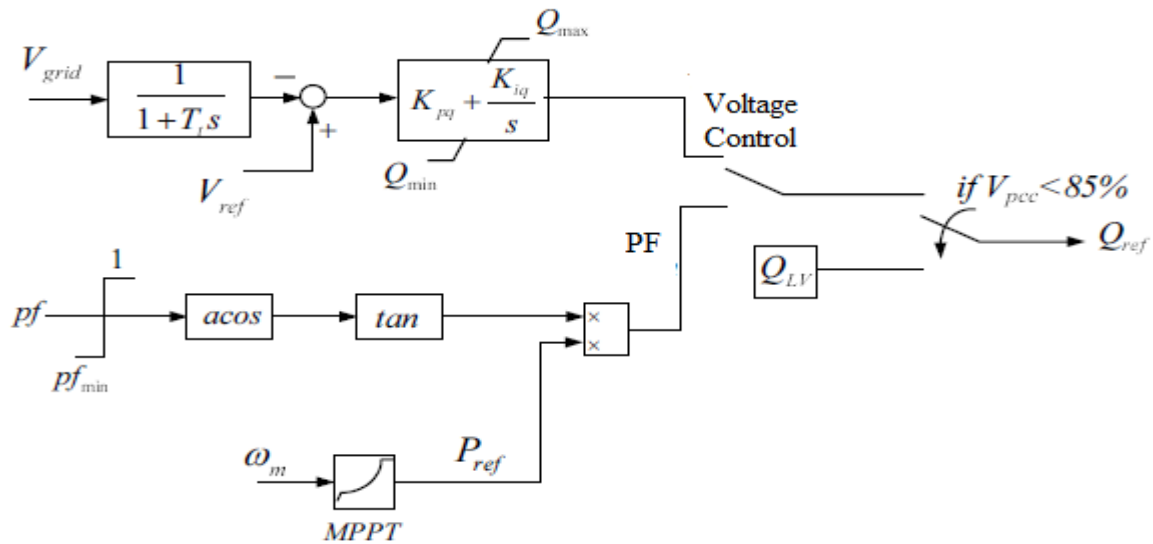 Q_max
V_grid
1
1 + T_t s
−
+
V_ref
K_pq + K_iq
s
Q_min
Voltage
Control
if V_pcc<85%
Q_ref
PF
Q_LV
1
pf
pf_min
acos
tan
×
×
ω_m
P_ref
MPPT